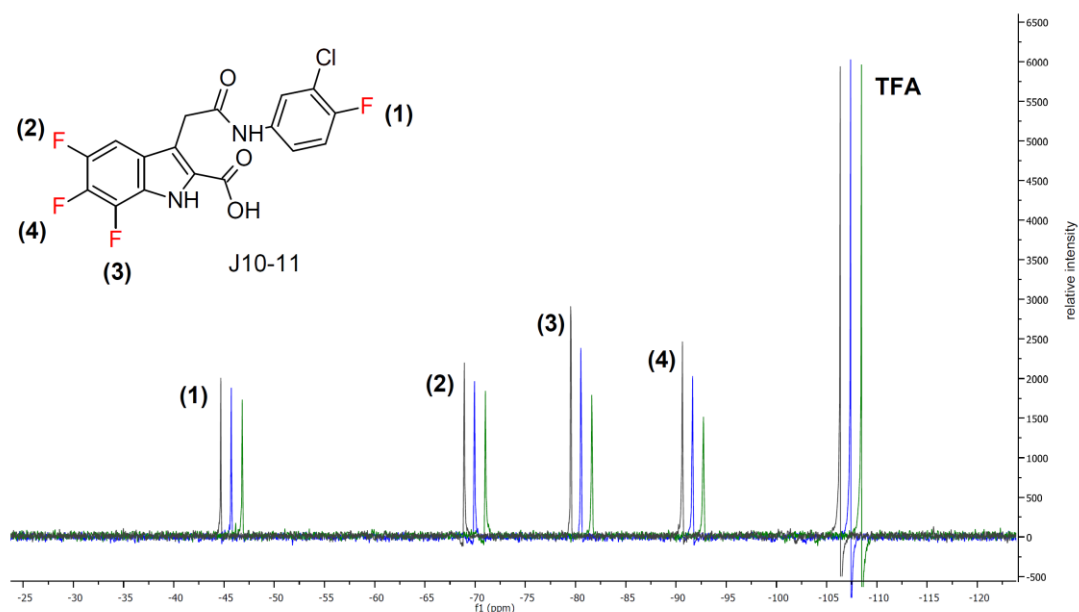 Cl
O
F
(1)
(2)
F
NH
O
F
NH
OH
(4)
F
(3)
J10-11
TFA
(1)
(2)
(3)
(4)
6500
6000
5500
5000
4500
4000
3500
3000
2500
2000
1500
1000
500
0
-500
relative intensity
-25 -30 -35 -40 -45 -50 -55 -60 -65 -70 -75 -80 -85 -90 -95 -100 -105 -110 -115 -120
f1 (ppm)